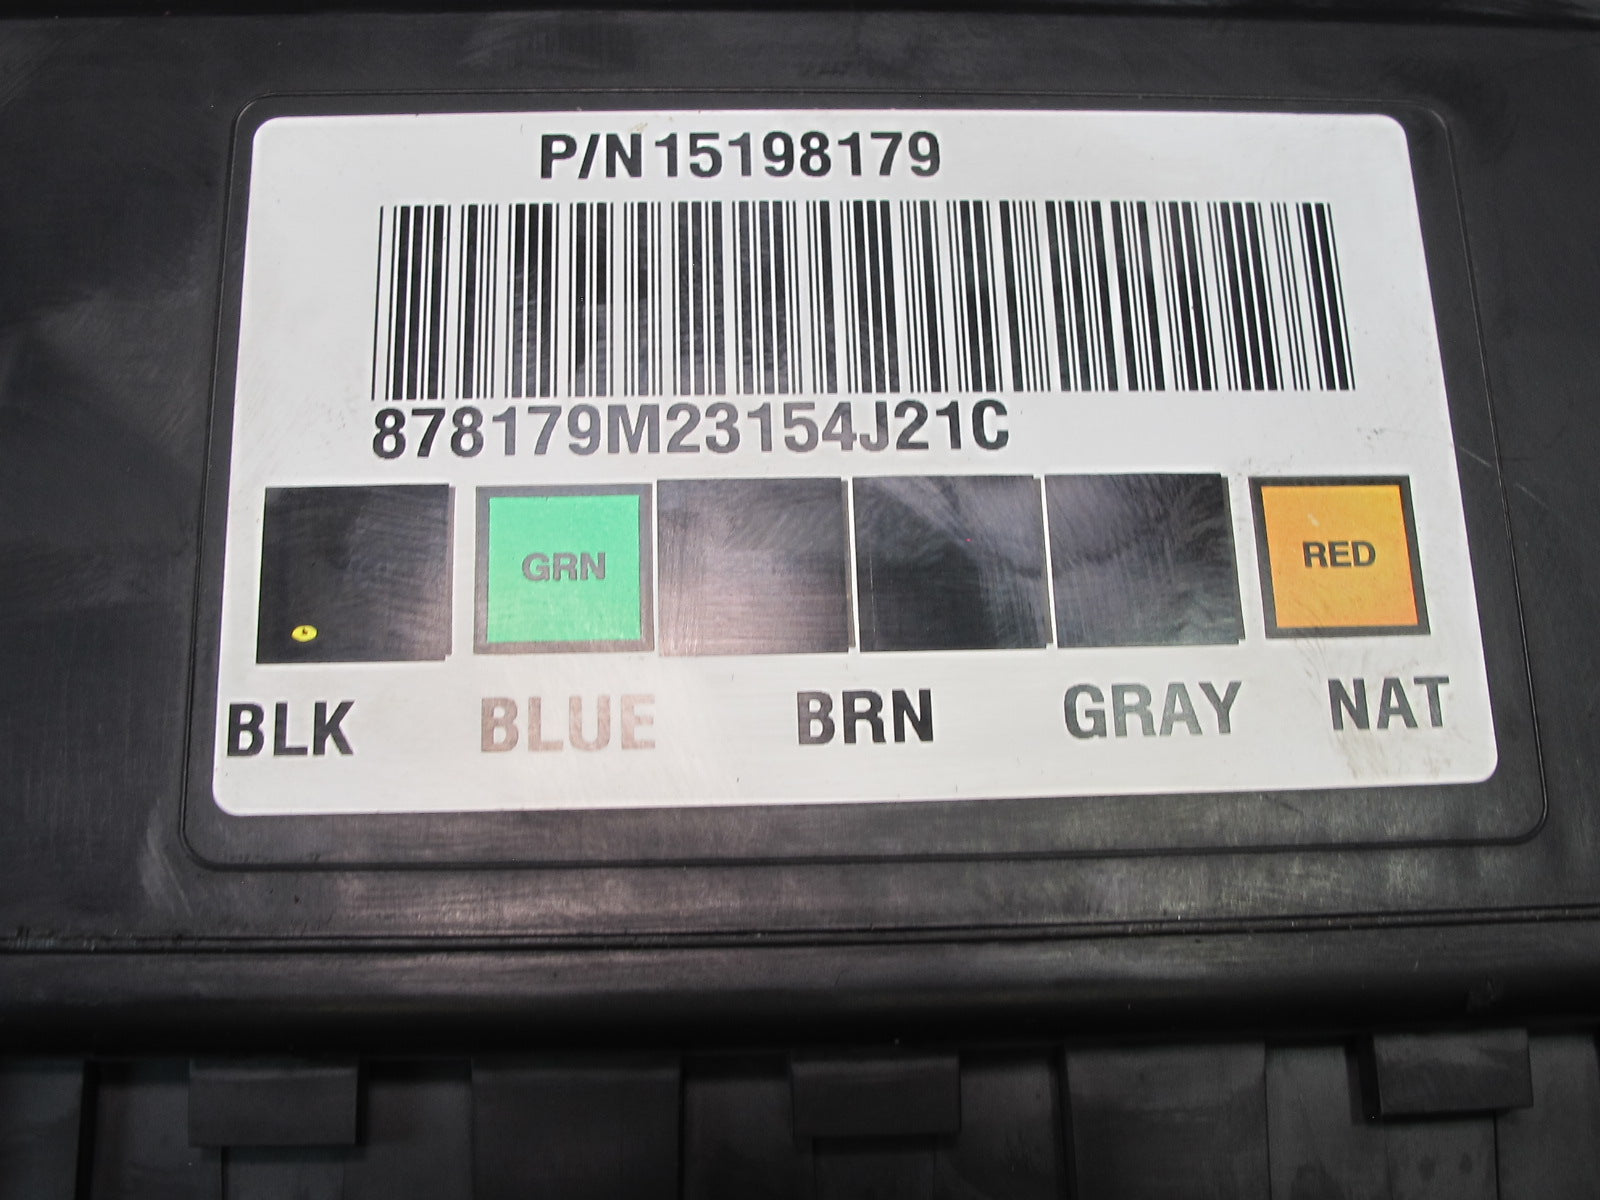 P/N15198179
878179M23154J21C
GRN RED
BLK BLUE BRN GRAY NAT